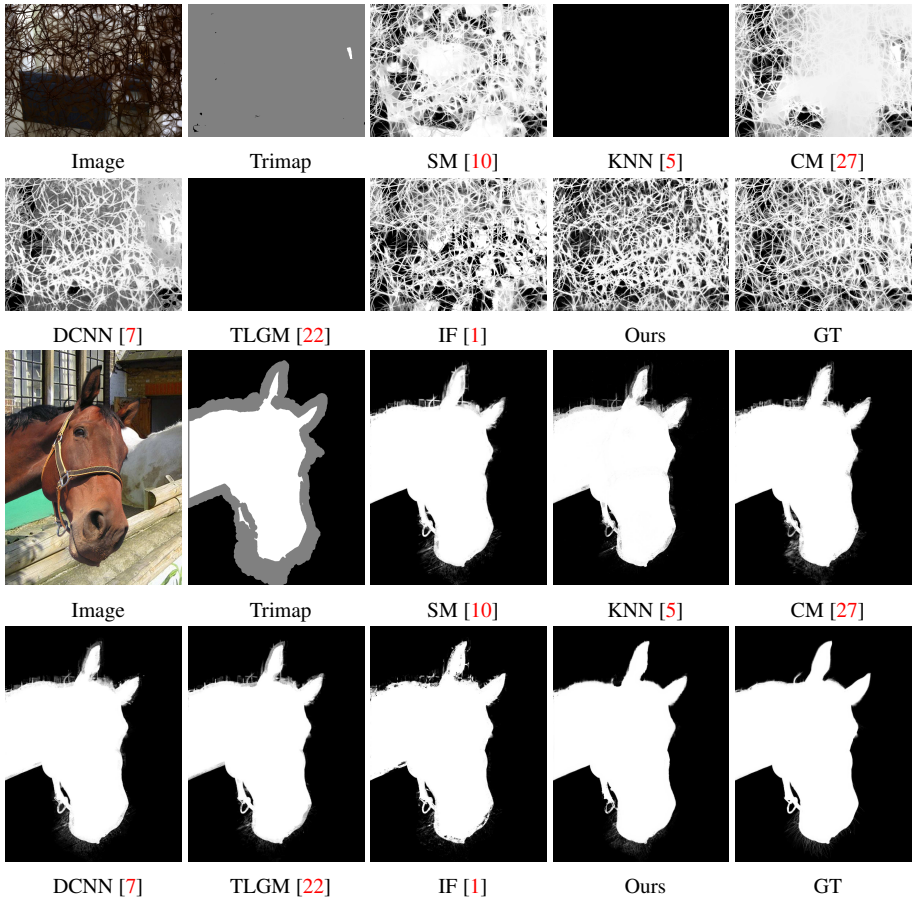 Image Trimap SM [10] KNN [5] CM [27]
DCNN [7] TLGM [22] IF [1] Ours GT
Image Trimap SM [10] KNN [5] CM [27]
DCNN [7] TLGM [22] IF [1] Ours GT